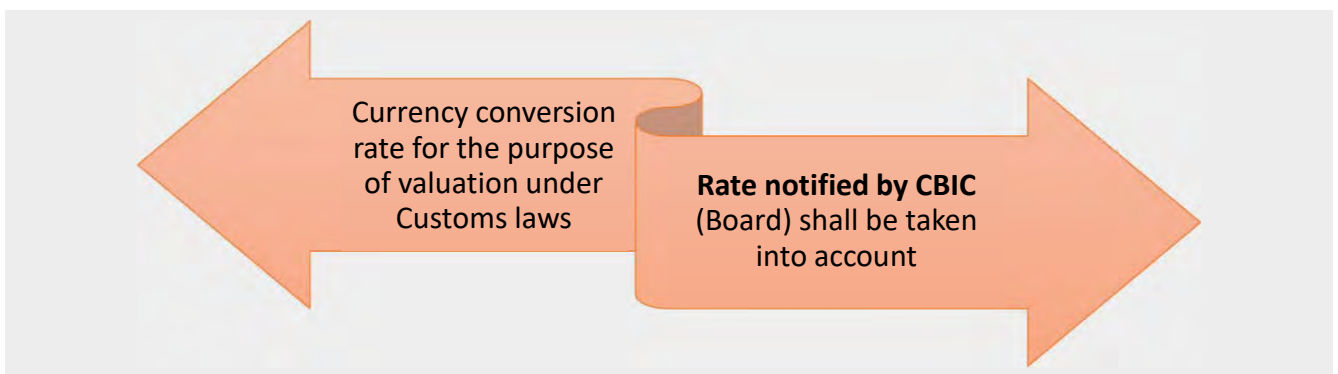 Currency conversion
rate for the purpose
of valuation under
Customs laws
Rate notified by CBIC
(Board) shall be taken
into account